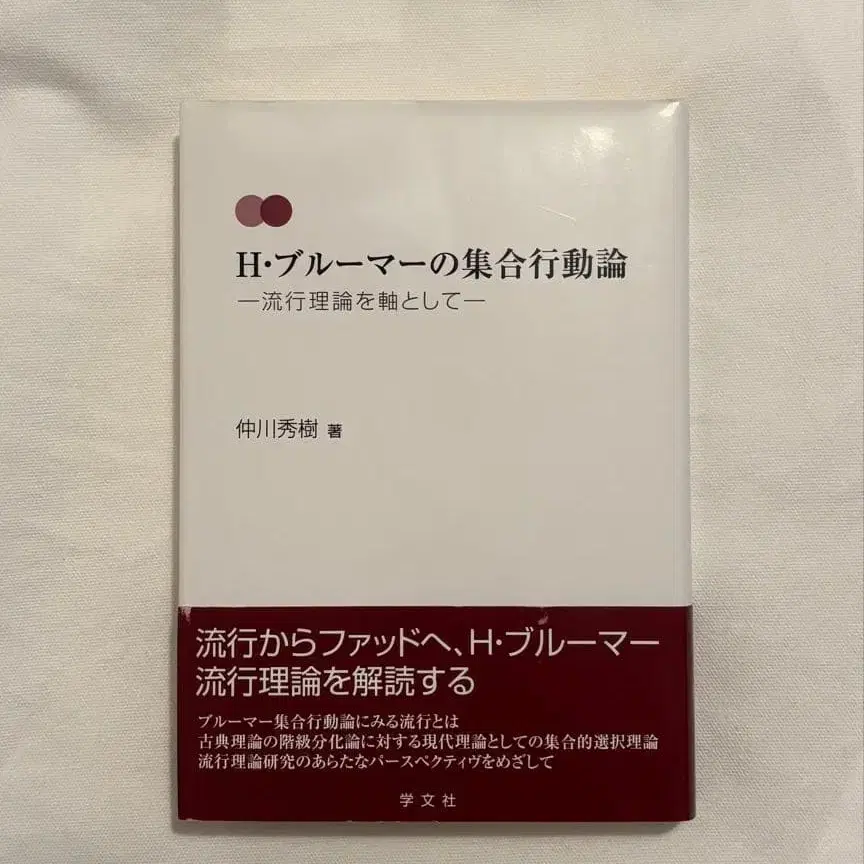 H・ブルーマーの集合行動論
―流行理論を軸として―
仲川秀樹 著
流行からファッドへ、H・ブルーマー
流行理論を解読する
ブルーマー集合行動論にみる流行とは
古典理論の階級分化論に対する現代理論としての集合的選択理論
流行理論研究のあらたなパースペクティヴをめざして
学文社